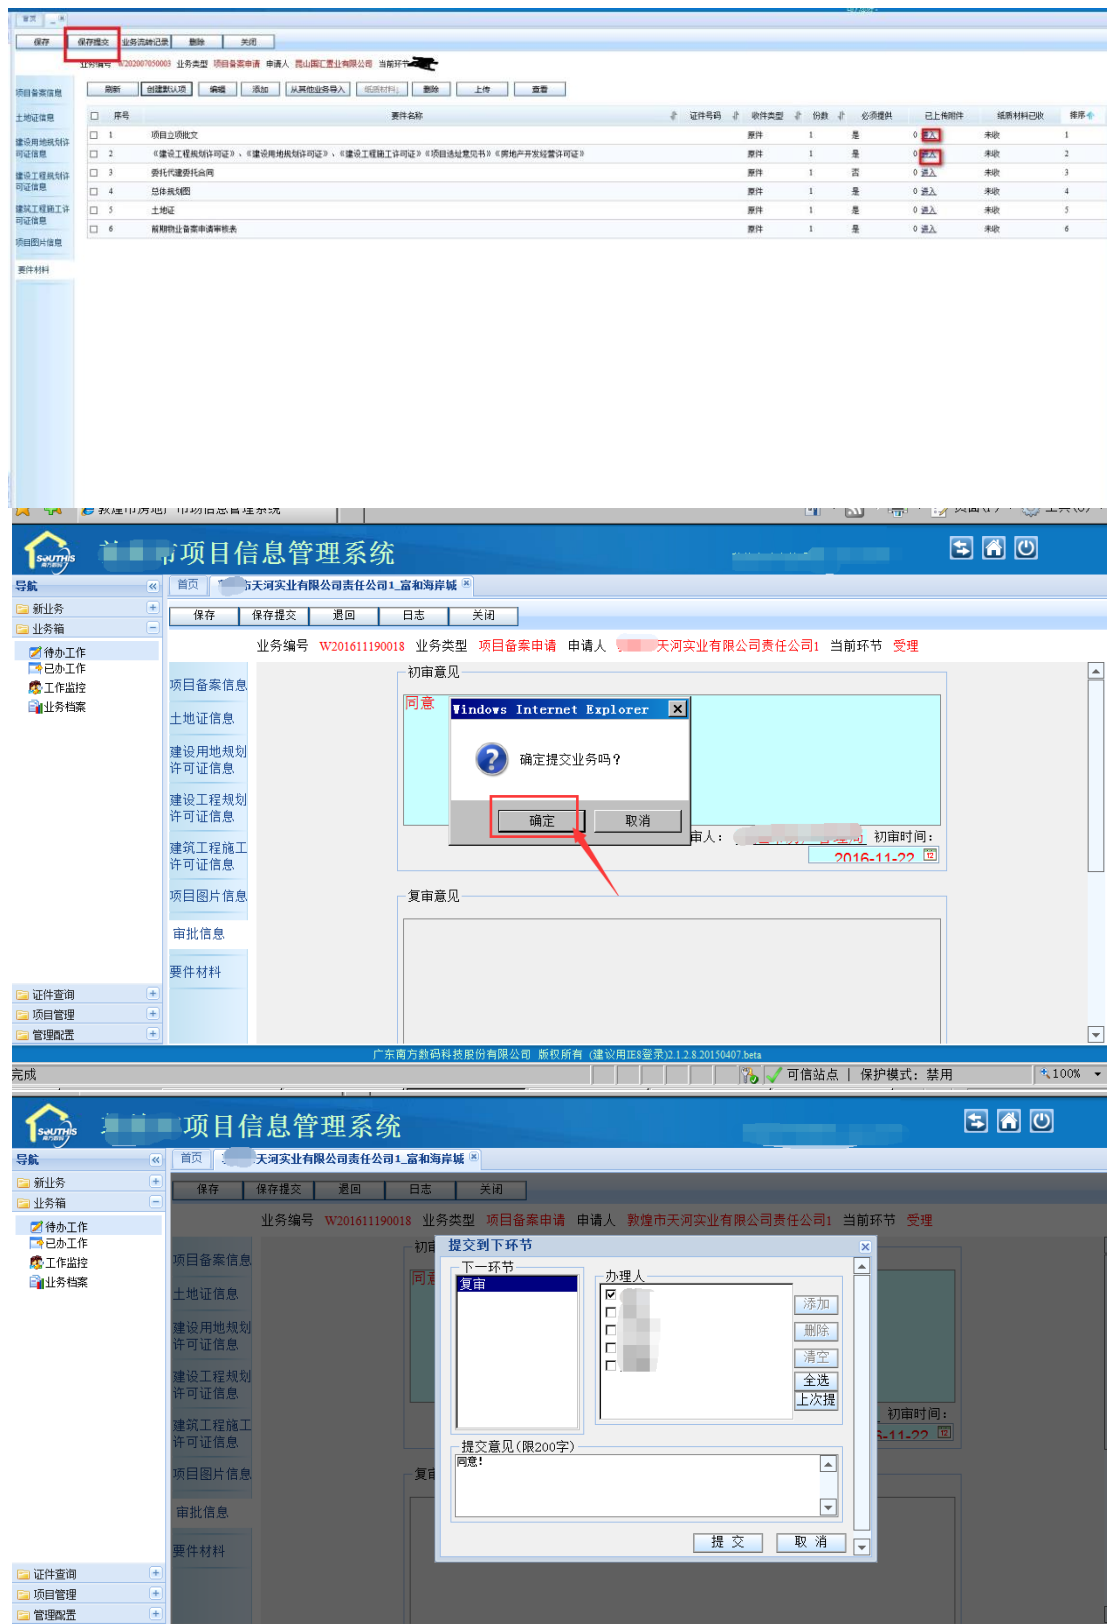 首页
保存 保存提交 业务流转记录 删除 关闭
业务编号 W202007050003 业务类型 项目备案申请 申请人 昆山国汇置业有限公司 当前环节
刷新 创建默认项 编辑 添加 从其他业务导入 纸质材料 删除 上传 查看
项目备案信息
土地证信息
建设用地规划许
可证信息
建设工程规划许
可证信息
建筑工程施工许
可证信息
项目图片信息
要件材料
序号 要件名称 证件号码 收件类型 份数 必须提供 已上传附件 纸质材料已收 排序
1 项目立项批文 原件 1 是 0 进入 未收 1
2 《建设工程规划许可证》、《建设用地规划许可证》、《建设工程施工许可证》《项目选址意见书》《房地产开发经营许可证》 原件 1 是 0 进入 未收 2
3 委托代建委托合同 原件 1 否 0 进入 未收 3
4 总体规划图 原件 1 是 0 进入 未收 4
5 土地证 原件 1 是 0 进入 未收 5
6 前期物业备案申请审核表 原件 1 是 0 进入 未收 6
SOUTHIS
南方数码
市项目信息管理系统
导航
新业务
业务箱
待办工作
已办工作
工作监控
业务档案
证件查询
项目管理
管理配置
首页 市天河实业有限公司责任公司1_富和海岸城
保存 保存提交 退回 日志 关闭
业务编号 W201611190018 业务类型 项目备案申请 申请人 天河实业有限公司责任公司1 当前环节 受理
项目备案信息
土地证信息
建设用地规划
许可证信息
建设工程规划
许可证信息
建筑工程施工
许可证信息
项目图片信息
审批信息
要件材料
初审意见
同意
Windows Internet Explorer
确定提交业务吗?
确定 取消
审人: 初审时间:
2016-11-22
复审意见
广东南方数码科技股份有限公司 版权所有 (建议用IE8登录)2.1.2.8.20150407.beta
完成 可信站点 | 保护模式: 禁用 100%
SOUTHIS
南方数码
市项目信息管理系统
导航
新业务
业务箱
待办工作
已办工作
工作监控
业务档案
证件查询
项目管理
管理配置
首页 天河实业有限公司责任公司1_富和海岸城
保存 保存提交 退回 日志 关闭
业务编号 W201611190018 业务类型 项目备案申请 申请人 敦煌市天河实业有限公司责任公司1 当前环节 受理
项目备案信息
土地证信息
建设用地规划
许可证信息
建设工程规划
许可证信息
建筑工程施工
许可证信息
项目图片信息
审批信息
要件材料
提交到下环节
下一环节
复审
办理人
添加
删除
清空
全选
上次提
提交意见(限200字)
同意!
提 交 取 消
初审时间:
-11-22